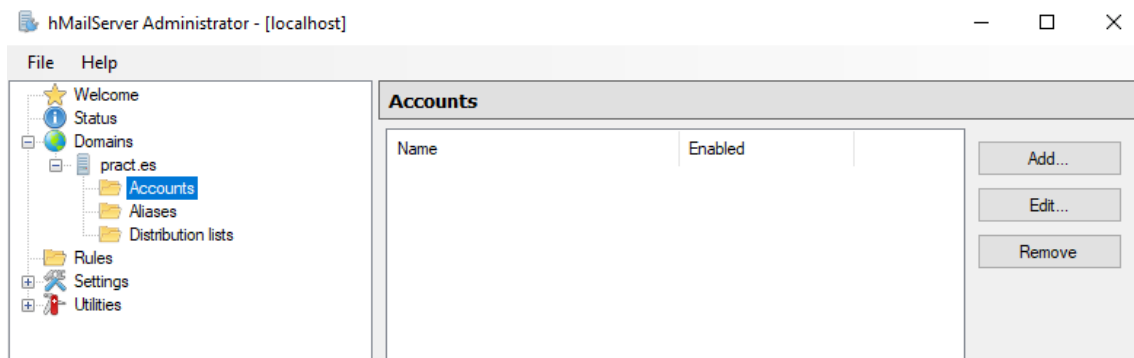 hMailServer Administrator - [localhost]
File Help
Welcome
Status
Domains
pract.es
Accounts
Aliases
Distribution lists
Rules
Settings
Utilities
Accounts
Name Enabled
Add...
Edit...
Remove